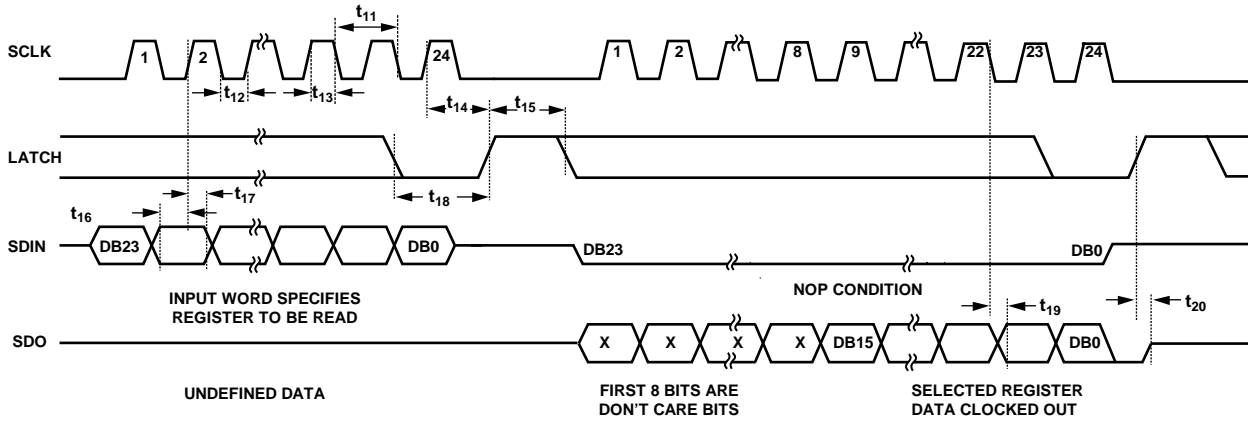 t11
SCLK
1
2
24
1
2
8
9
22
23
24
t12
t13
t14
t15
LATCH
t16
t17
t18
SDIN
DB23
DB0
DB23
DB0
INPUT WORD SPECIFIES
REGISTER TO BE READ
NOP CONDITION
t19
t20
SDO
X
X
X
X
DB15
DB0
UNDEFINED DATA
FIRST 8 BITS ARE
DON'T CARE BITS
SELECTED REGISTER
DATA CLOCKED OUT